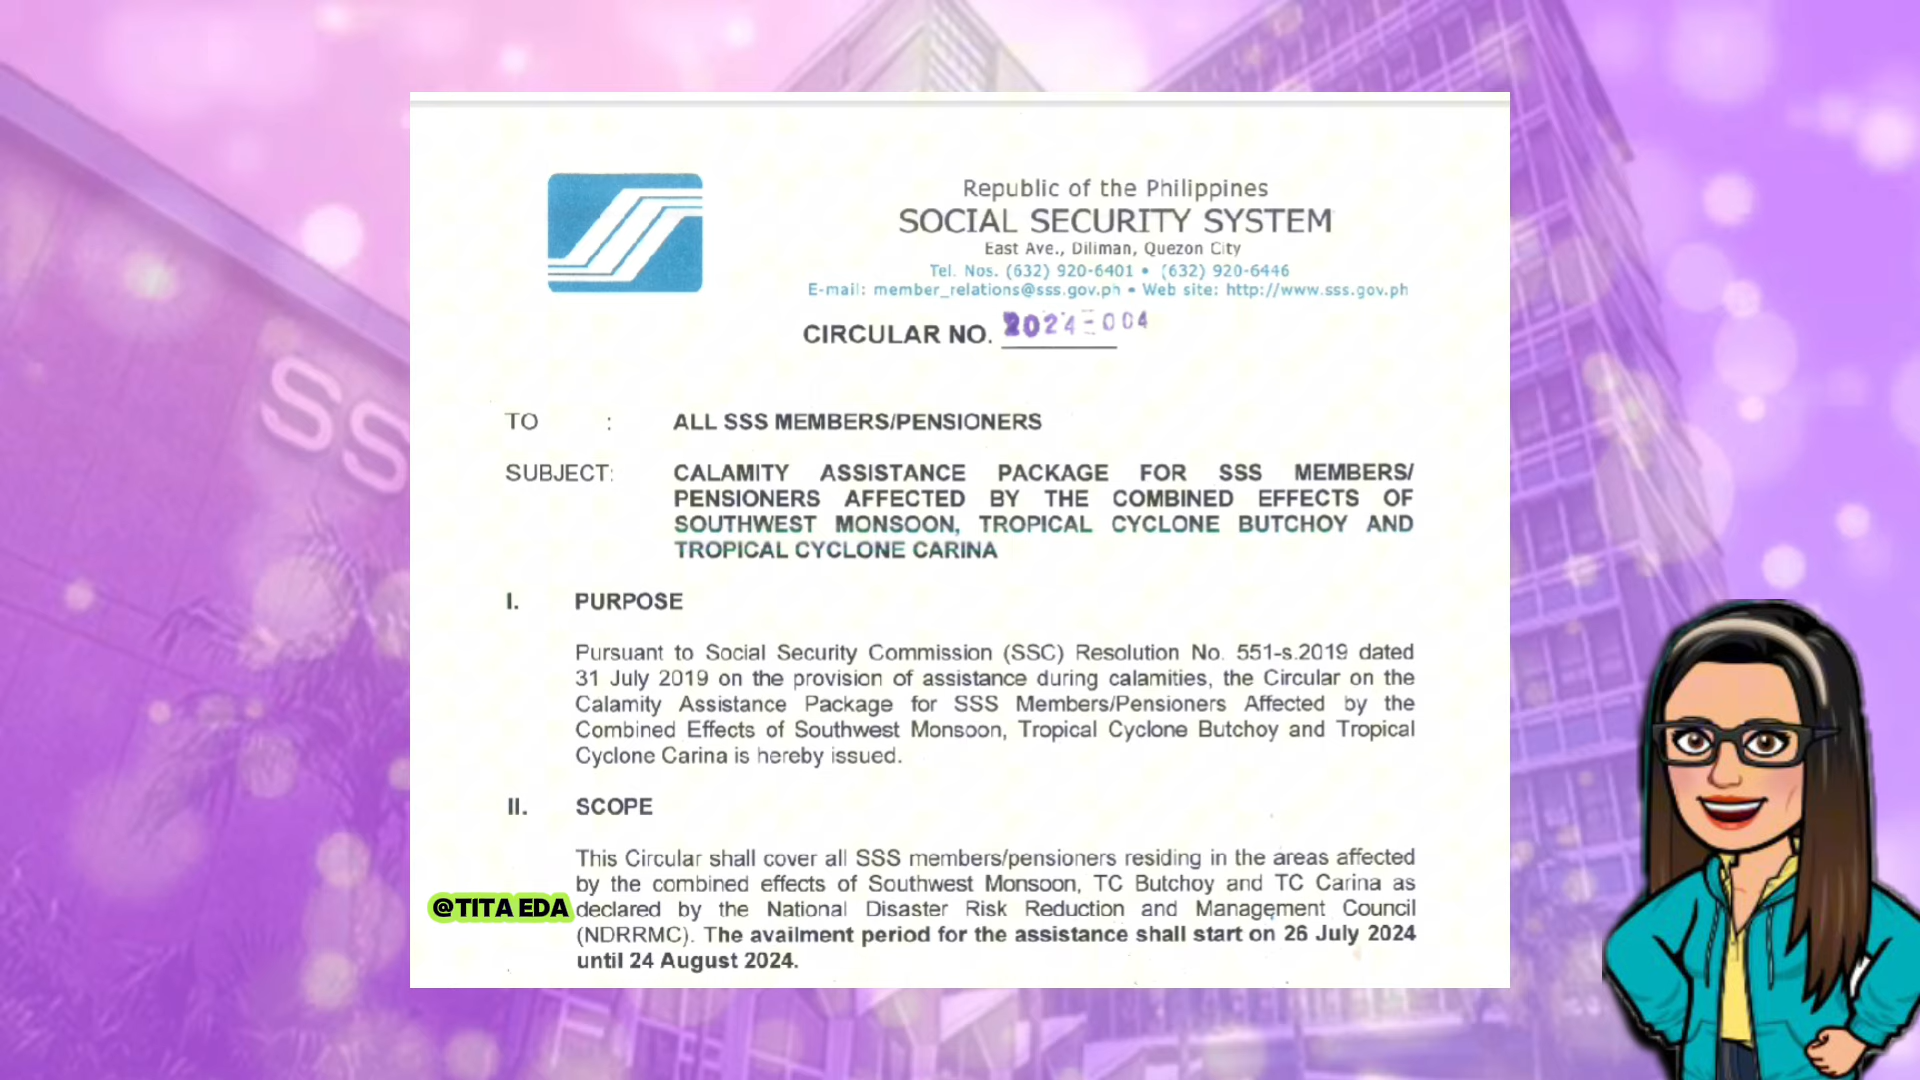 SS
Republic of the Philippines
SOCIAL SECURITY SYSTEM
East Ave., Diliman, Quezon City
Tel. Nos. (632) 920-6401 • (632) 920-6446
E-mail: member_relations@sss.gov.ph • Web site: http://www.sss.gov.ph
CIRCULAR NO. 2024-004
TO : ALL SSS MEMBERS/PENSIONERS
SUBJECT: CALAMITY ASSISTANCE PACKAGE FOR SSS MEMBERS/
PENSIONERS AFFECTED BY THE COMBINED EFFECTS OF
SOUTHWEST MONSOON, TROPICAL CYCLONE BUTCHOY AND
TROPICAL CYCLONE CARINA
I. PURPOSE
Pursuant to Social Security Commission (SSC) Resolution No. 551-s.2019 dated
31 July 2019 on the provision of assistance during calamities, the Circular on the
Calamity Assistance Package for SSS Members/Pensioners Affected by the
Combined Effects of Southwest Monsoon, Tropical Cyclone Butchoy and Tropical
Cyclone Carina is hereby issued.
II. SCOPE
This Circular shall cover all SSS members/pensioners residing in the areas affected
by the combined effects of Southwest Monsoon, TC Butchoy and TC Carina as
@TITA EDA declared by the National Disaster Risk Reduction and Management Council
(NDRRMC). The availment period for the assistance shall start on 26 July 2024
until 24 August 2024.